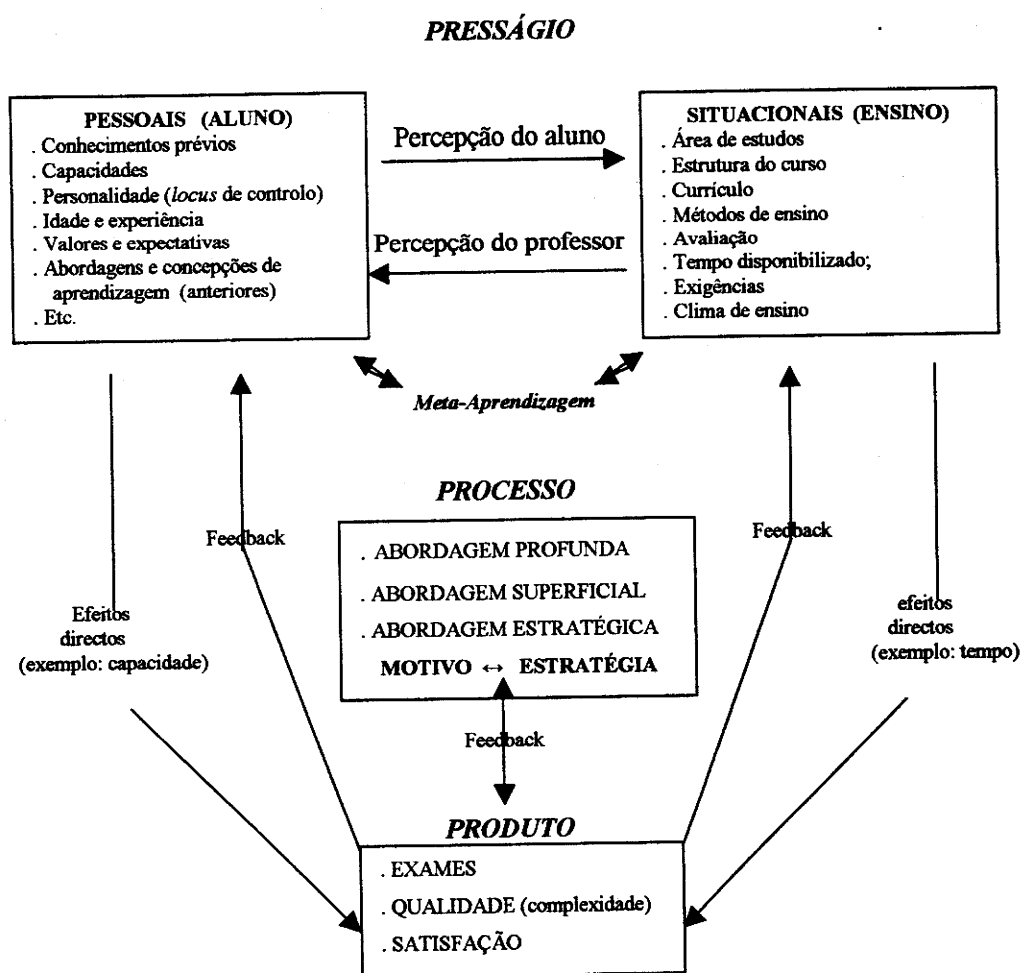 PRESSÁGIO
PESSOAIS (ALUNO)
. Conhecimentos prévios
. Capacidades
. Personalidade (locus de controlo)
. Idade e experiência
. Valores e expectativas
. Abordagens e concepções de
aprendizagem (anteriores)
. Etc.
Percepção do aluno
Percepção do professor
SITUACIONAIS (ENSINO)
. Área de estudos
. Estrutura do curso
. Currículo
. Métodos de ensino
. Avaliação
. Tempo disponibilizado;
. Exigências
. Clima de ensino
Meta-Aprendizagem
PROCESSO
. ABORDAGEM PROFUNDA
. ABORDAGEM SUPERFICIAL
. ABORDAGEM ESTRATÉGICA
MOTIVO ↔ ESTRATÉGIA
Feedback
Feedback
Efeitos
directos
(exemplo: capacidade)
efeitos
directos
(exemplo: tempo)
Feedback
PRODUTO
. EXAMES
. QUALIDADE (complexidade)
. SATISFAÇÃO